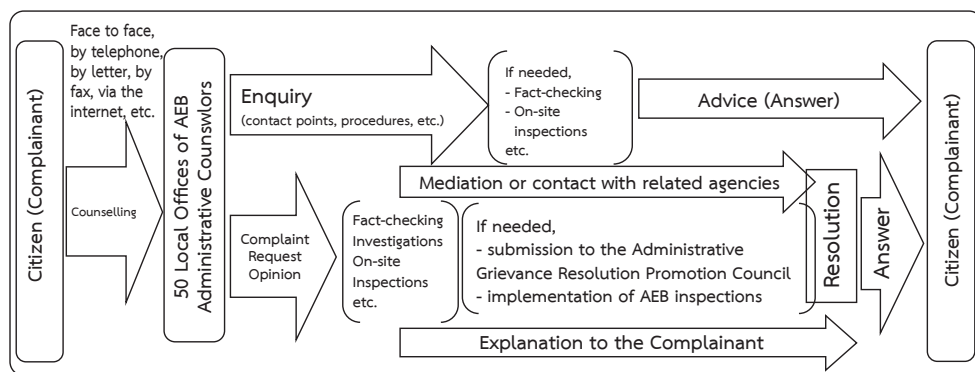 Citizen (Complainant)
Face to face,
by telephone,
by letter, by
fax, via the
internet, etc.
Counselling
50 Local Offices of AEB
Administrative Counswlors
Enquiry
(contact points, procedures, etc.)
If needed,
- Fact-checking
- On-site
inspections
etc.
Advice (Answer)
Mediation or contact with related agencies
Complaint
Request
Opinion
Fact-checking
Investigations
On-site
Inspections
etc.
If needed,
- submission to the Administrative
Grievance Resolution Promotion Council
- implementation of AEB inspections
Explanation to the Complainant
Resolution
Answer
Citizen (Complainant)